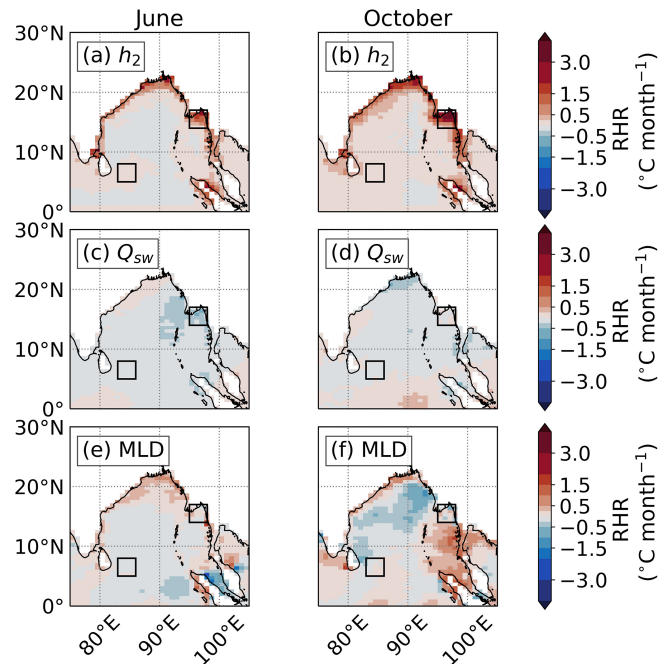 June
October
30°N
20°N
10°N
0°
(a) h₂
(b) h₂
3.0
1.5
0.5
−0.5
−1.5
−3.0
RHR
(°C month⁻¹)
30°N
20°N
10°N
0°
(c) Qsw
(d) Qsw
3.0
1.5
0.5
−0.5
−1.5
−3.0
RHR
(°C month⁻¹)
30°N
20°N
10°N
0°
(e) MLD
(f) MLD
3.0
1.5
0.5
−0.5
−1.5
−3.0
RHR
(°C month⁻¹)
80°E
90°E
100°E
80°E
90°E
100°E